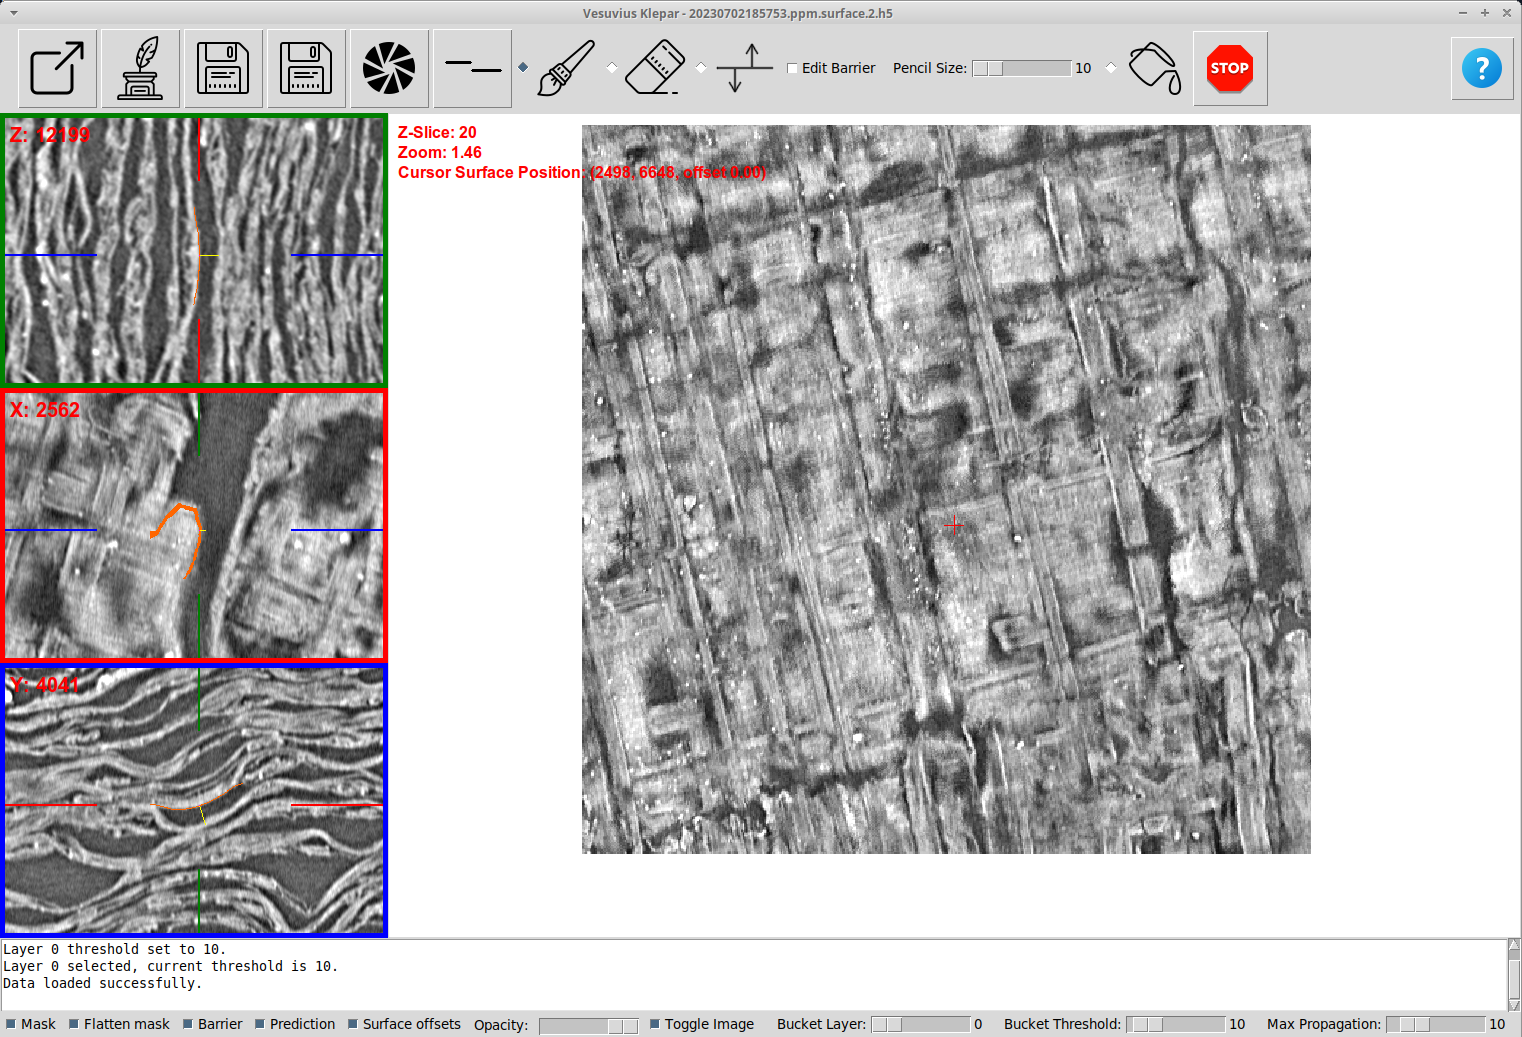 Vesuvius Klepar - 20230702185753.ppm.surface.2.h5
Edit Barrier
Pencil Size:
10
STOP
?
Z: 12199
X: 2562
Y: 4041
Z-Slice: 20
Zoom: 1.46
Cursor Surface Position: (2498, 6648, offset 0.00)
Layer 0 threshold set to 10.
Layer 0 selected, current threshold is 10.
Data loaded successfully.
Mask
Flatten mask
Barrier
Prediction
Surface offsets
Opacity:
Toggle Image
Bucket Layer:
0
Bucket Threshold:
10
Max Propagation:
10